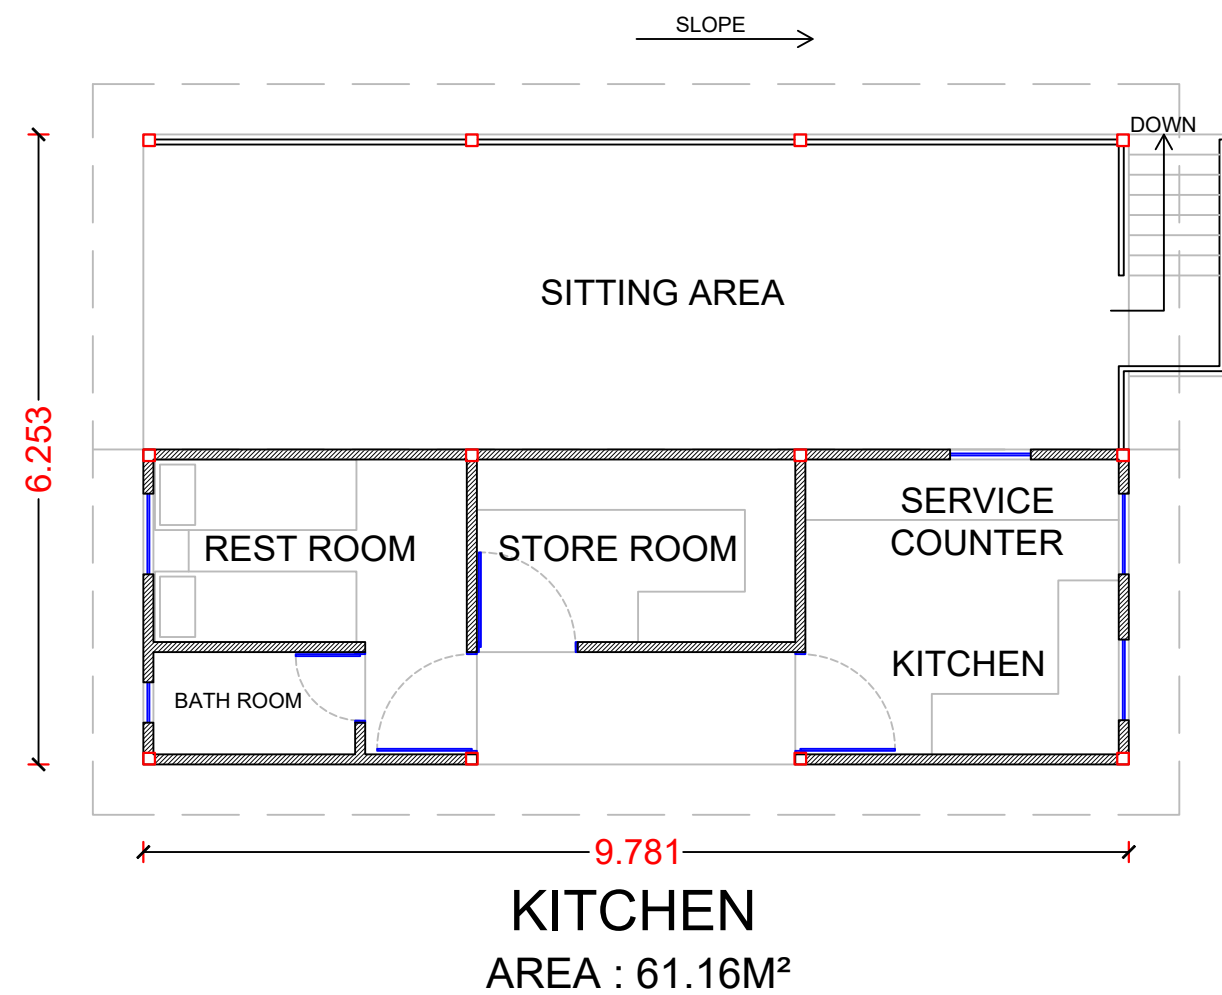 SLOPE
DOWN
SITTING AREA
6.253
SERVICE
COUNTER
REST ROOM
STORE ROOM
KITCHEN
BATH ROOM
9.781
KITCHEN
AREA : 61.16M²